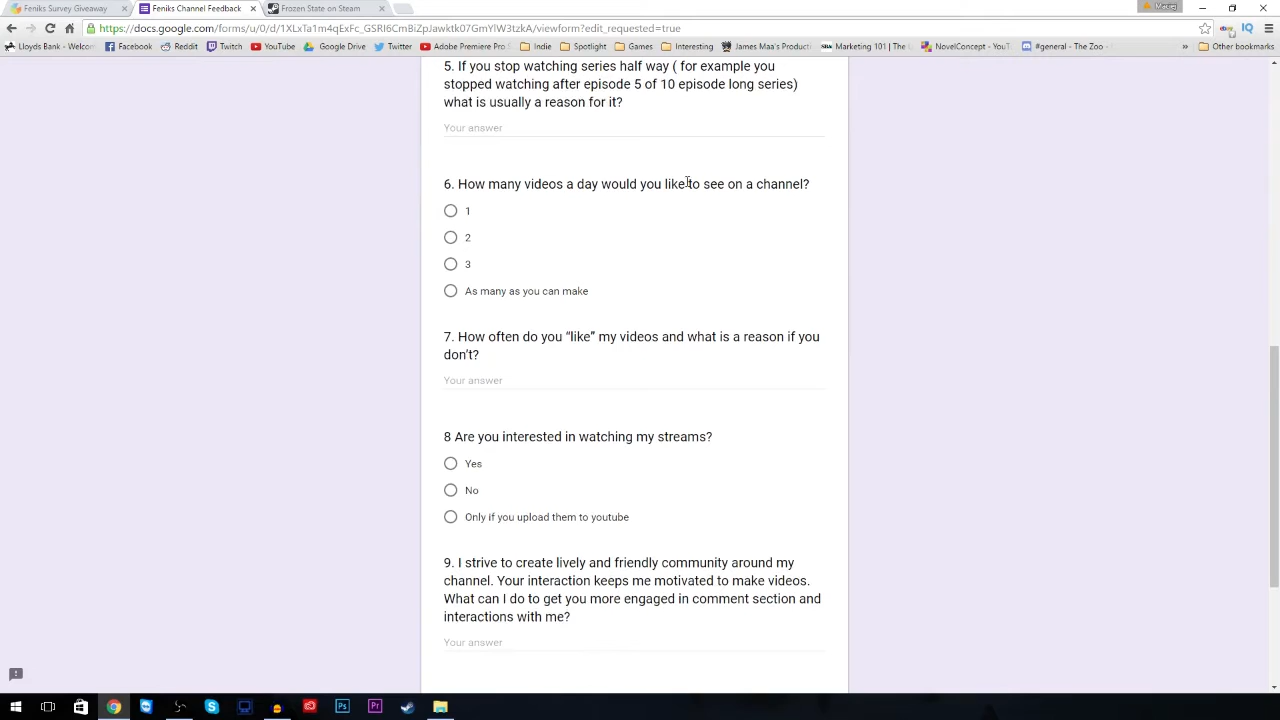 Feniks Survey Giveaway
Feniks Channel Feedback
Frozen State on Steam
Maciej
https://docs.google.com/forms/u/0/d/1XLxTa1m4qExFc_GSRI6CmBiZpJawktk07GmYlW3tzkA/viewform?edit_requested=true
Lloyds Bank - Welcom
Facebook
Reddit
Twitch
Google Drive
Twitter
Adobe Premiere Pro
Indie
Spotlight
Games
Interesting
James Maa's Product
Marketing 101 | The L
NovelConcept - YouT
#general - The Zoo -
Other bookmarks
5. If you stop watching series half way ( for example you
stopped watching after episode 5 of 10 episode long series)
what is usually a reason for it?
Your answer
6. How many videos a day would you like to see on a channel?
1
2
3
As many as you can make
7. How often do you “like” my videos and what is a reason if you
don’t?
Your answer
8 Are you interested in watching my streams?
Yes
No
Only if you upload them to youtube
9. I strive to create lively and friendly community around my
channel. Your interaction keeps me motivated to make videos.
What can I do to get you more engaged in comment section and
interactions with me?
Your answer